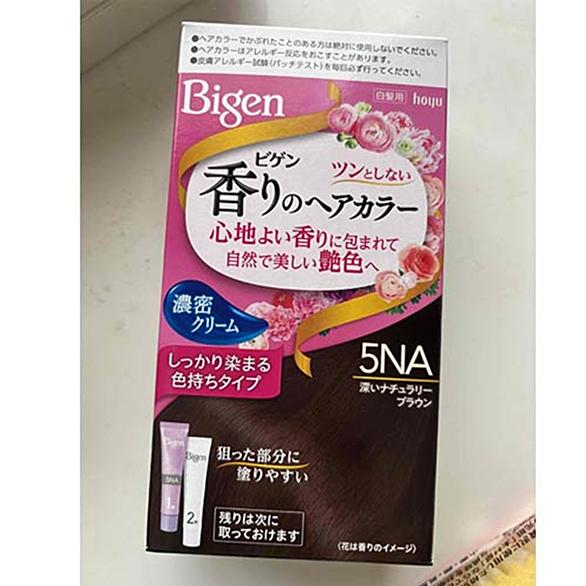 ●ヘアカラーでかぶれたことのある方は絶対に使用しないでください。
●ヘアカラーはアレルギー反応をおこすことがあります。
●皮膚アレルギー試験(パッチテスト)を毎回必ず行ってください。
Bigen
白髪用 hoyu
ビゲン
ツンとしない
香りのヘアカラー
心地よい香りに包まれて
自然で美しい艶色へ
濃密
クリーム
しっかり染まる
色持ちタイプ
5NA
深いナチュラリー
ブラウン
Bigen
5NA
1剤
Bigen
2剤
狙った部分に
塗りやすい
残りは次に
取っておけます
(花は香りのイメージ)